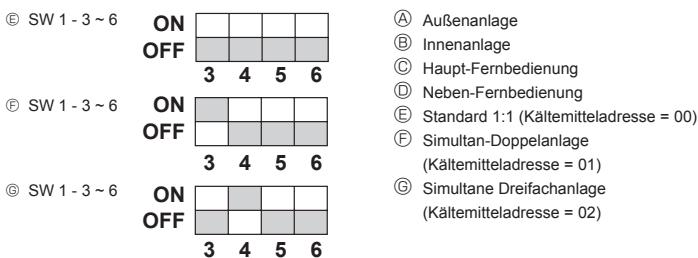 Ⓔ SW 1 - 3 ~ 6
ON
OFF
3 4 5 6
Ⓕ SW 1 - 3 ~ 6
ON
OFF
3 4 5 6
Ⓖ SW 1 - 3 ~ 6
ON
OFF
3 4 5 6
Ⓐ Außenanlage
Ⓑ Innenanlage
Ⓒ Haupt-Fernbedienung
Ⓓ Neben-Fernbedienung
Ⓔ Standard 1:1 (Kältemitteladresse = 00)
Ⓕ Simultan-Doppelanlage
(Kältemitteladresse = 01)
Ⓖ Simultane Dreifachanlage
(Kältemitteladresse = 02)